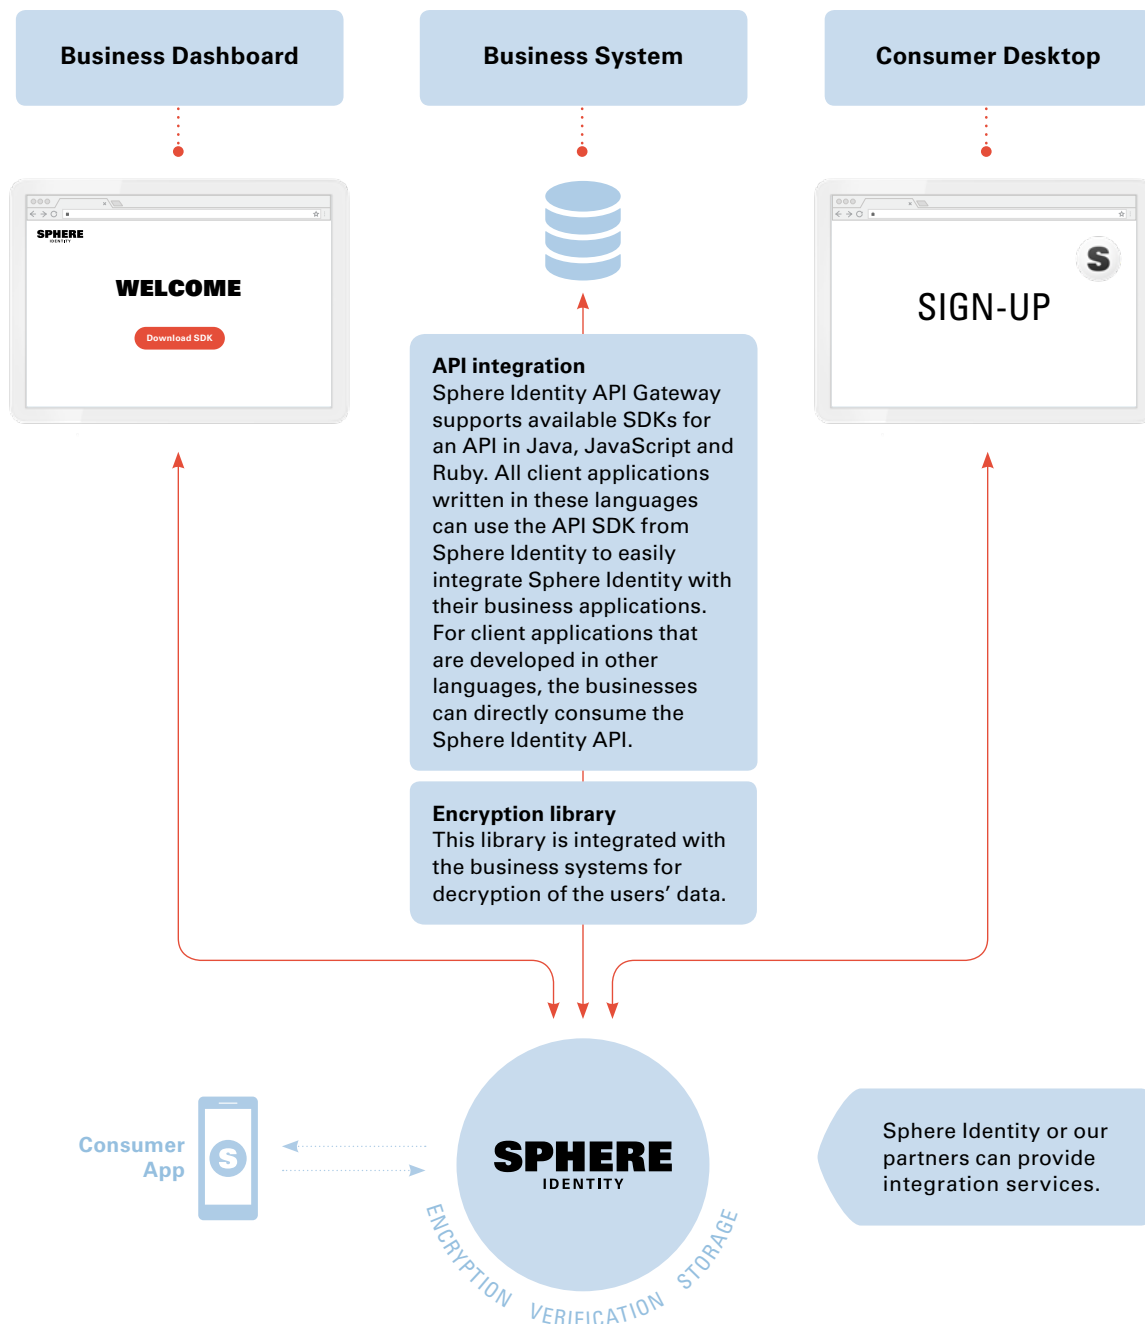 Business Dashboard
Business System
Consumer Desktop
SPHERE
IDENTITY
WELCOME
Download SDK
S
SIGN-UP
API integration
Sphere Identity API Gateway
supports available SDKs for
an API in Java, JavaScript and
Ruby. All client applications
written in these languages
can use the API SDK from
Sphere Identity to easily
integrate Sphere Identity with
their business applications.
For client applications that
are developed in other
languages, the businesses
can directly consume the
Sphere Identity API.
Encryption library
This library is integrated with
the business systems for
decryption of the users’ data.
Consumer
App
S
SPHERE
IDENTITY
ENCRYPTION VERIFICATION STORAGE
Sphere Identity or our
partners can provide
integration services.